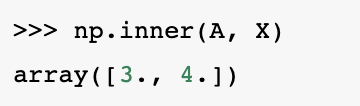 >>> np.inner(A, X)
array([3., 4.])